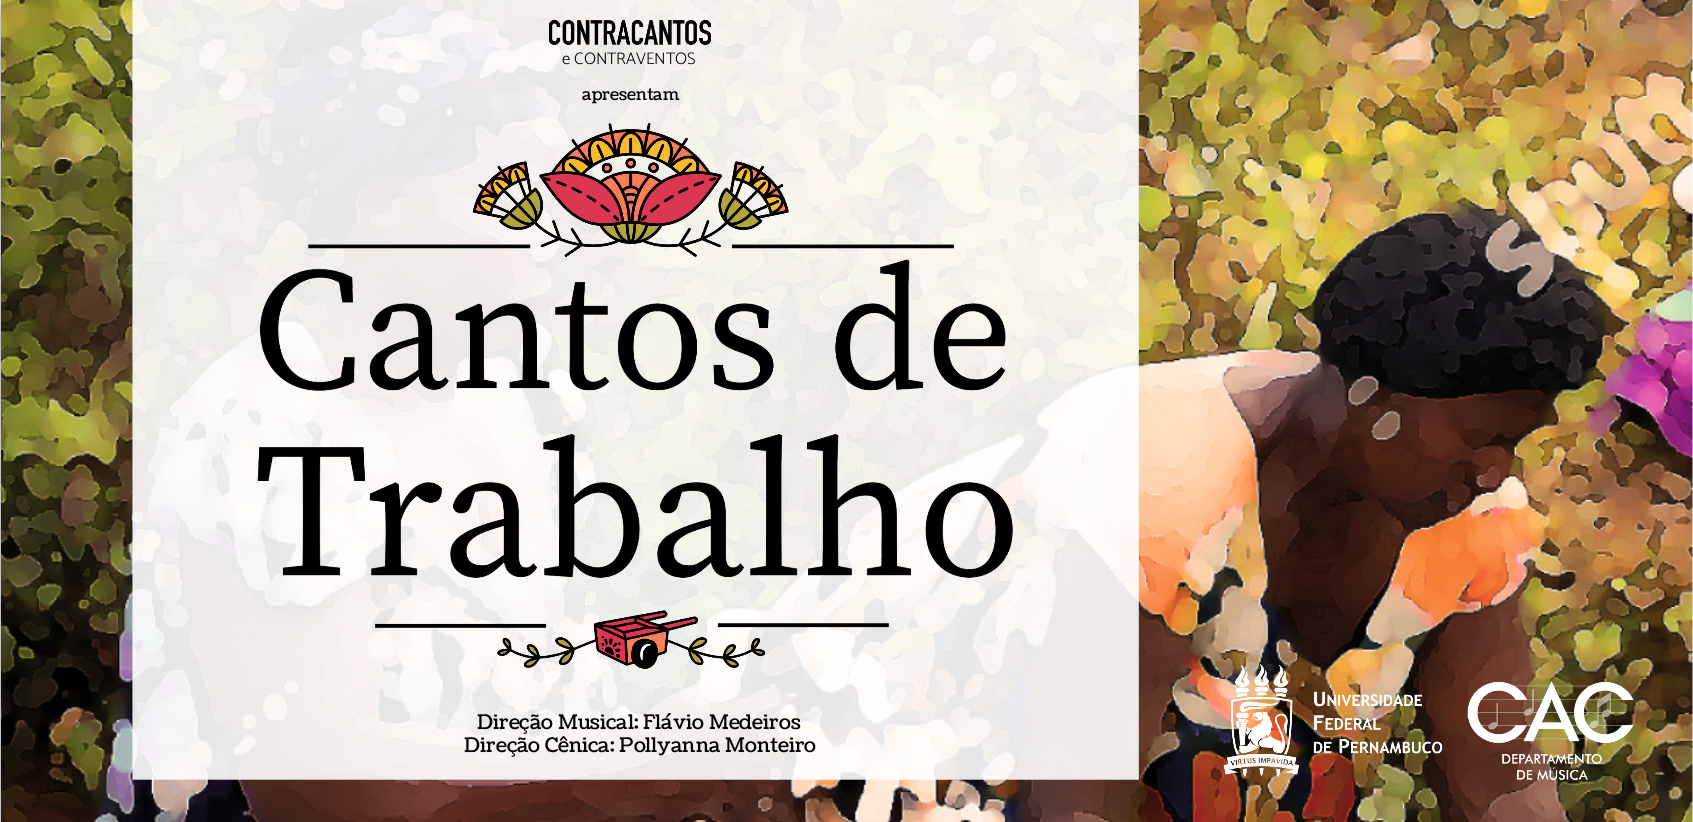 CONTRACANTOS
e CONTRAVENTOS
apresentam
Cantos de
Trabalho
Direção Musical: Flávio Medeiros
Direção Cênica: Pollyanna Monteiro
VIRTUS IMPAVIDA
UNIVERSIDADE
FEDERAL
DE PERNAMBUCO
CAC
DEPARTAMENTO
DE MÚSICA